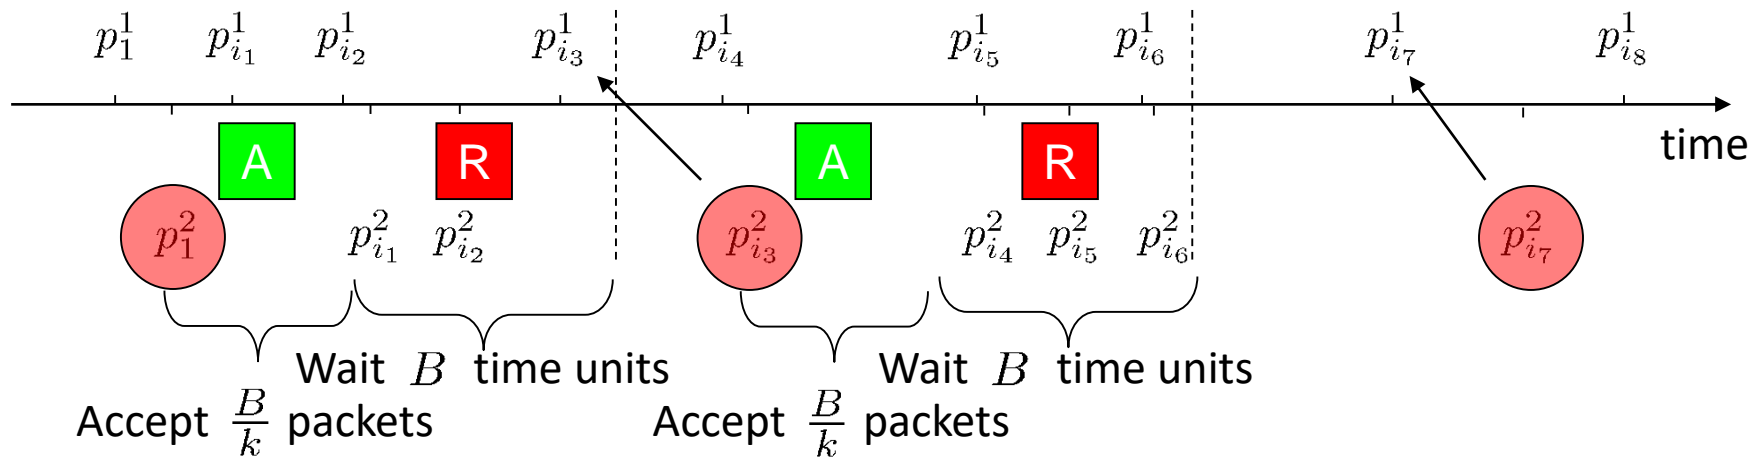 $p_1^1$ $p_{i_1}^1$ $p_{i_2}^1$ $p_{i_3}^1$ $p_{i_4}^1$ $p_{i_5}^1$ $p_{i_6}^1$ $p_{i_7}^1$ $p_{i_8}^1$
time
A R A R
$p_1^2$ $p_{i_1}^2$ $p_{i_2}^2$ $p_{i_3}^2$ $p_{i_4}^2$ $p_{i_5}^2$ $p_{i_6}^2$ $p_{i_7}^2$
Wait $B$ time units Wait $B$ time units
Accept $\frac{B}{k}$ packets Accept $\frac{B}{k}$ packets